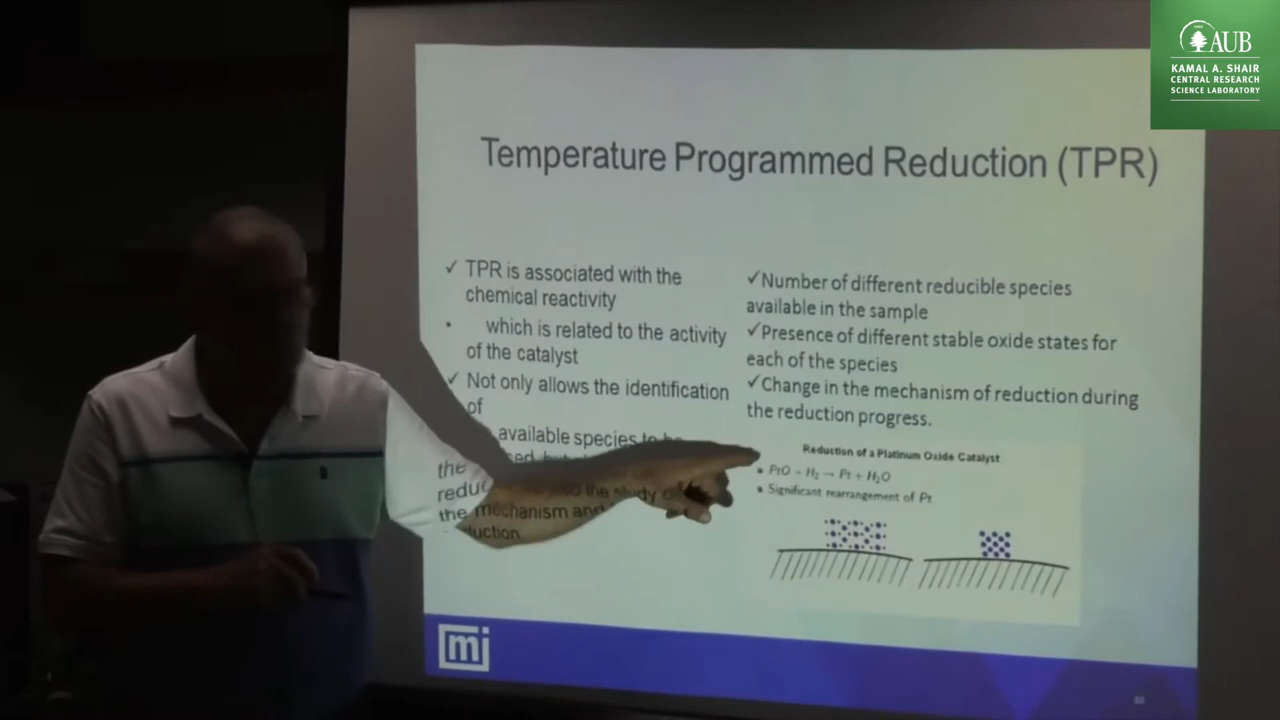 AUB
KAMAL A. SHAIR
CENTRAL RESEARCH
SCIENCE LABORATORY
Temperature Programmed Reduction (TPR)
✓ TPR is associated with the
chemical reactivity
• which is related to the activity
of the catalyst
✓ Not only allows the identification
of
available species to be
the
the study
the mechanism and
✓Number of different reducible species
available in the sample
✓Presence of different stable oxide states for
each of the species
✓Change in the mechanism of reduction during
the reduction progress.
Reduction of a Platinum Oxide Catalyst
• PtO - H₂ → Pt + H₂O
• Significant rearrangement of Pt
mi